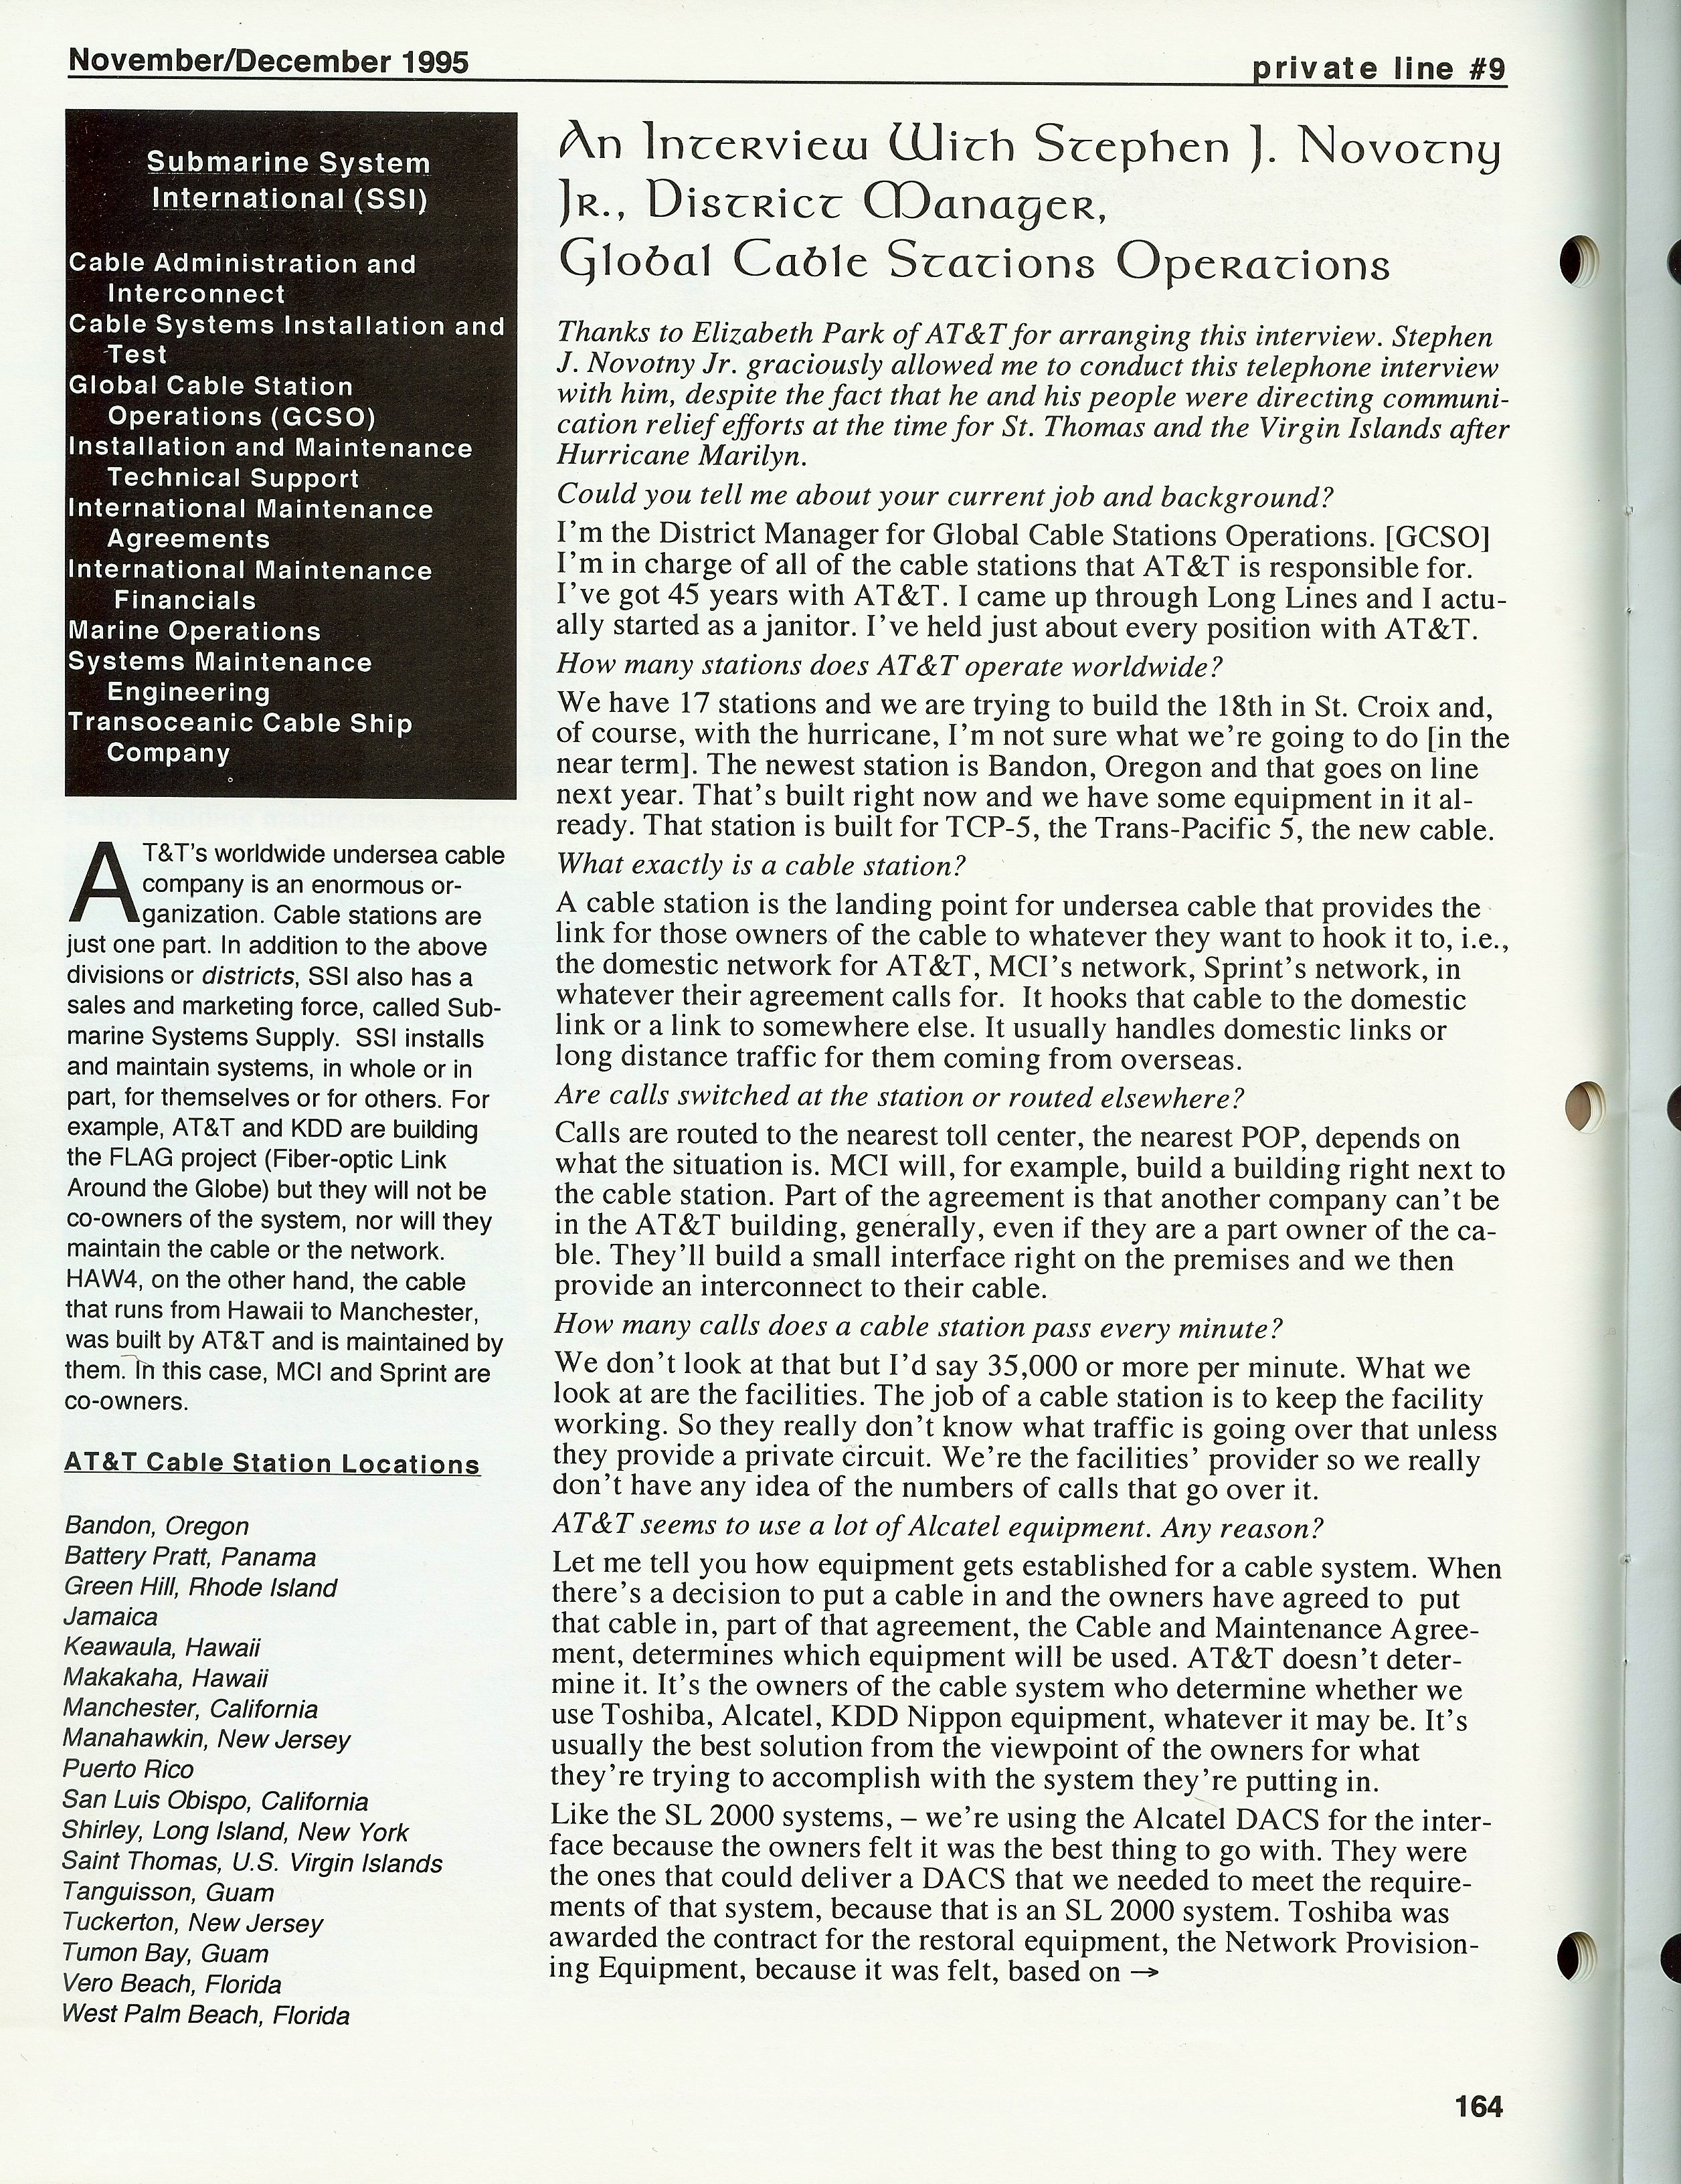 November/December 1995
private line #9
Submarine System
International (SSI)
Cable Administration and
Interconnect
Cable Systems Installation and
Test
Global Cable Station
Operations (GCSO)
Installation and Maintenance
Technical Support
International Maintenance
Agreements
International Maintenance
Financials
Marine Operations
Systems Maintenance
Engineering
Transoceanic Cable Ship
Company
AT&T's worldwide undersea cable
company is an enormous or-
ganization. Cable stations are
just one part. In addition to the above
divisions or districts, SSI also has a
sales and marketing force, called Sub-
marine Systems Supply.  SSI installs
and maintain systems, in whole or in
part, for themselves or for others. For
example, AT&T and KDD are building
the FLAG project (Fiber-optic Link
Around the Globe) but they will not be
co-owners of the system, nor will they
maintain the cable or the network.
HAW4, on the other hand, the cable
that runs from Hawaii to Manchester,
was built by AT&T and is maintained by
them. In this case, MCI and Sprint are
co-owners.
AT&T Cable Station Locations
Bandon, Oregon
Battery Pratt, Panama
Green Hill, Rhode Island
Jamaica
Keawaula, Hawaii
Makakaha, Hawaii
Manchester, California
Manahawkin, New Jersey
Puerto Rico
San Luis Obispo, California
Shirley, Long Island, New York
Saint Thomas, U.S. Virgin Islands
Tanguisson, Guam
Tuckerton, New Jersey
Tumon Bay, Guam
Vero Beach, Florida
West Palm Beach, Florida
An Interview With Stephen J. Novotny
Jr., District Manager,
Global Cable Stations Operations
Thanks to Elizabeth Park of AT&T for arranging this interview. Stephen
J. Novotny Jr. graciously allowed me to conduct this telephone interview
with him, despite the fact that he and his people were directing communi-
cation relief efforts at the time for St. Thomas and the Virgin Islands after
Hurricane Marilyn.
Could you tell me about your current job and background?
I'm the District Manager for Global Cable Stations Operations. [GCSO]
I'm in charge of all of the cable stations that AT&T is responsible for.
I've got 45 years with AT&T. I came up through Long Lines and I actu-
ally started as a janitor. I've held just about every position with AT&T.
How many stations does AT&T operate worldwide?
We have 17 stations and we are trying to build the 18th in St. Croix and,
of course, with the hurricane, I'm not sure what we're going to do [in the
near term]. The newest station is Bandon, Oregon and that goes on line
next year. That's built right now and we have some equipment in it al-
ready. That station is built for TCP-5, the Trans-Pacific 5, the new cable.
What exactly is a cable station?
A cable station is the landing point for undersea cable that provides the
link for those owners of the cable to whatever they want to hook it to, i.e.,
the domestic network for AT&T, MCI's network, Sprint's network, in
whatever their agreement calls for.  It hooks that cable to the domestic
link or a link to somewhere else. It usually handles domestic links or
long distance traffic for them coming from overseas.
Are calls switched at the station or routed elsewhere?
Calls are routed to the nearest toll center, the nearest POP, depends on
what the situation is. MCI will, for example, build a building right next to
the cable station. Part of the agreement is that another company can't be
in the AT&T building, generally, even if they are a part owner of the ca-
ble. They'll build a small interface right on the premises and we then
provide an interconnect to their cable.
How many calls does a cable station pass every minute?
We don't look at that but I'd say 35,000 or more per minute. What we
look at are the facilities. The job of a cable station is to keep the facility
working. So they really don't know what traffic is going over that unless
they provide a private circuit. We're the facilities' provider so we really
don't have any idea of the numbers of calls that go over it.
AT&T seems to use a lot of Alcatel equipment. Any reason?
Let me tell you how equipment gets established for a cable system. When
there's a decision to put a cable in and the owners have agreed to  put
that cable in, part of that agreement, the Cable and Maintenance Agree-
ment, determines which equipment will be used. AT&T doesn't deter-
mine it. It's the owners of the cable system who determine whether we
use Toshiba, Alcatel, KDD Nippon equipment, whatever it may be. It's
usually the best solution from the viewpoint of the owners for what
they're trying to accomplish with the system they're putting in.
Like the SL 2000 systems, – we're using the Alcatel DACS for the inter-
face because the owners felt it was the best thing to go with. They were
the ones that could deliver a DACS that we needed to meet the require-
ments of that system, because that is an SL 2000 system. Toshiba was
awarded the contract for the restoral equipment, the Network Provision-
ing Equipment, because it was felt, based on →
164